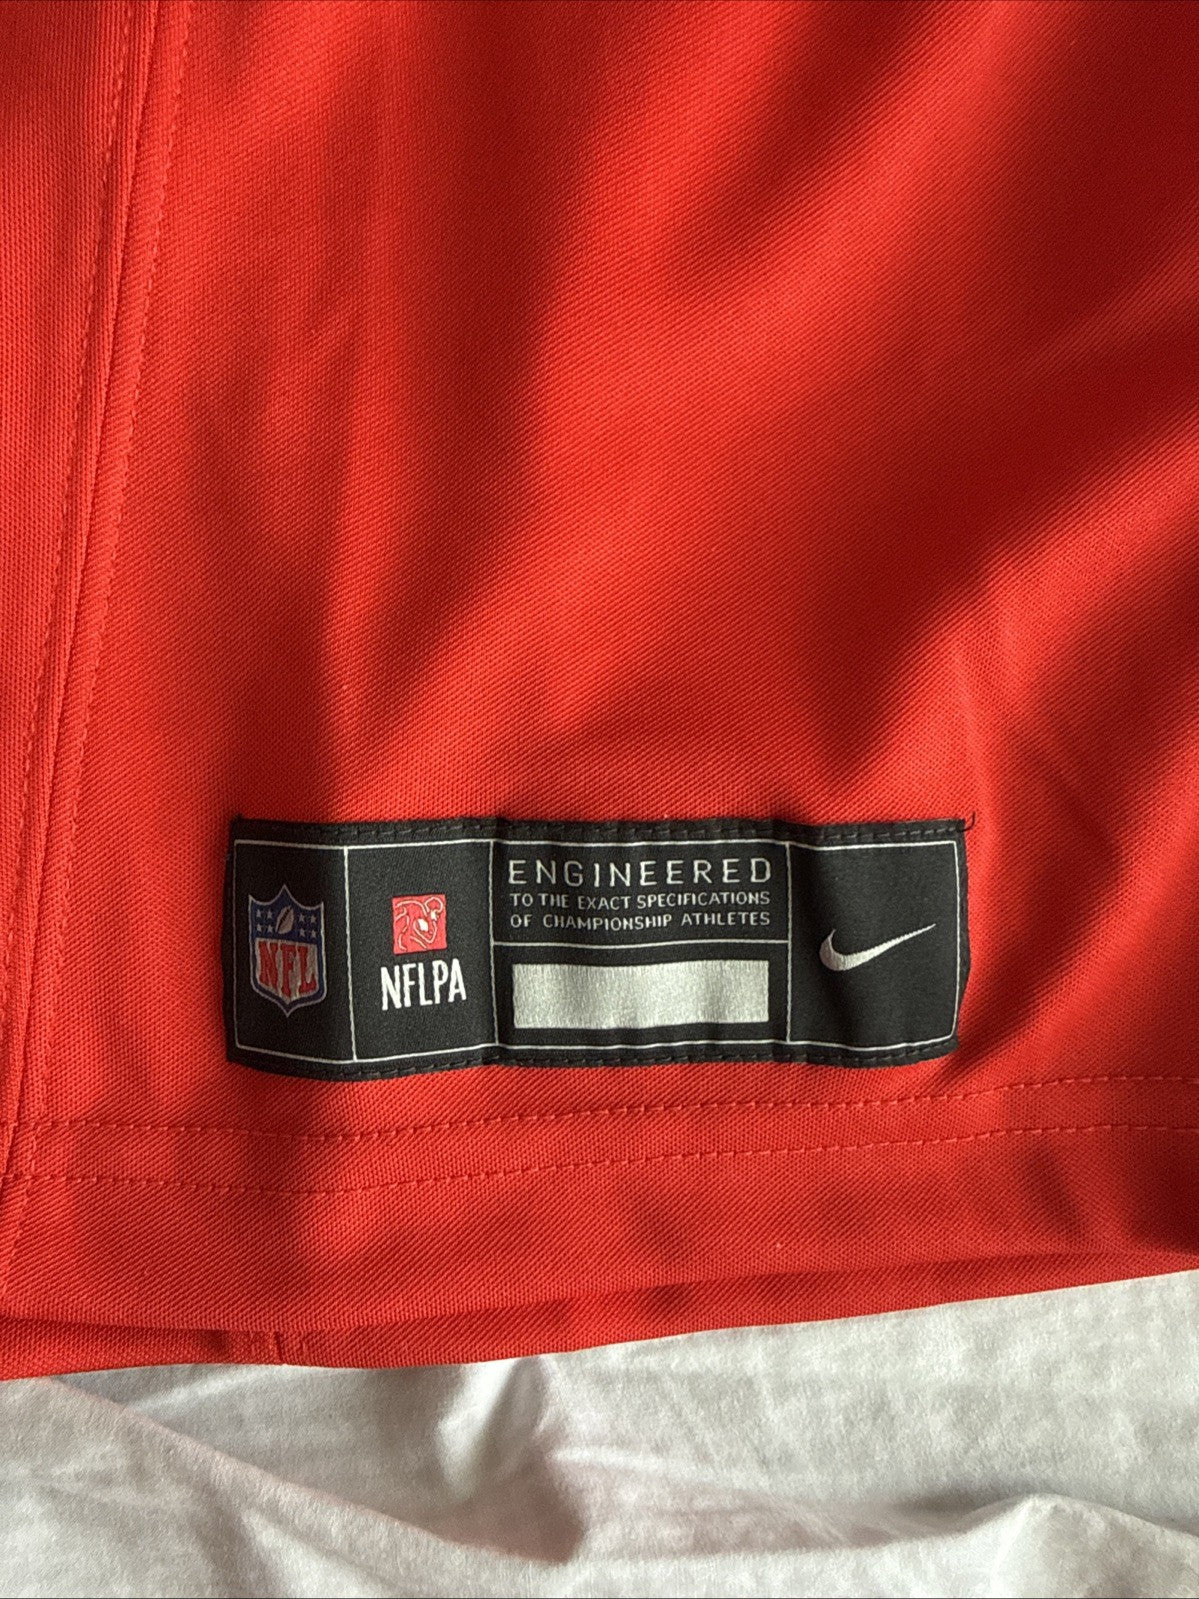 NFL
NFLPA
ENGINEERED
TO THE EXACT SPECIFICATIONS
OF CHAMPIONSHIP ATHLETES